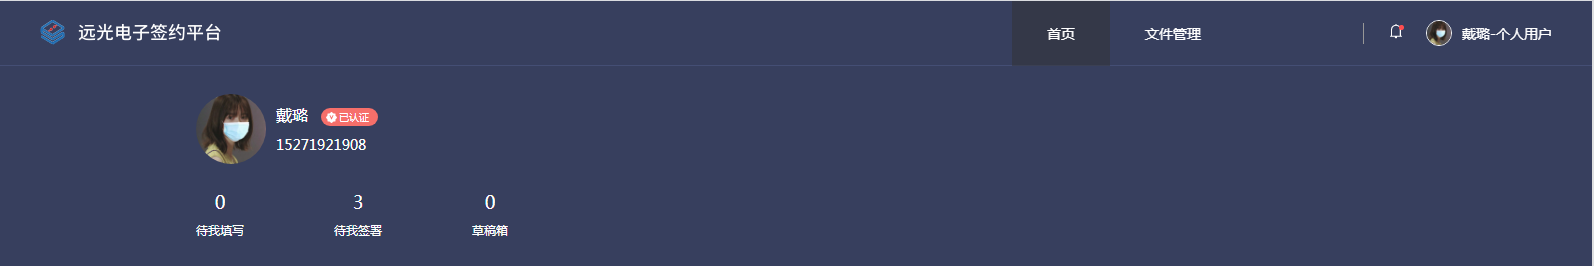 远光电子签约平台
首页
文件管理
戴璐-个人用户
戴璐 已认证
15271921908
0 3 0
待我填写 待我签署 草稿箱